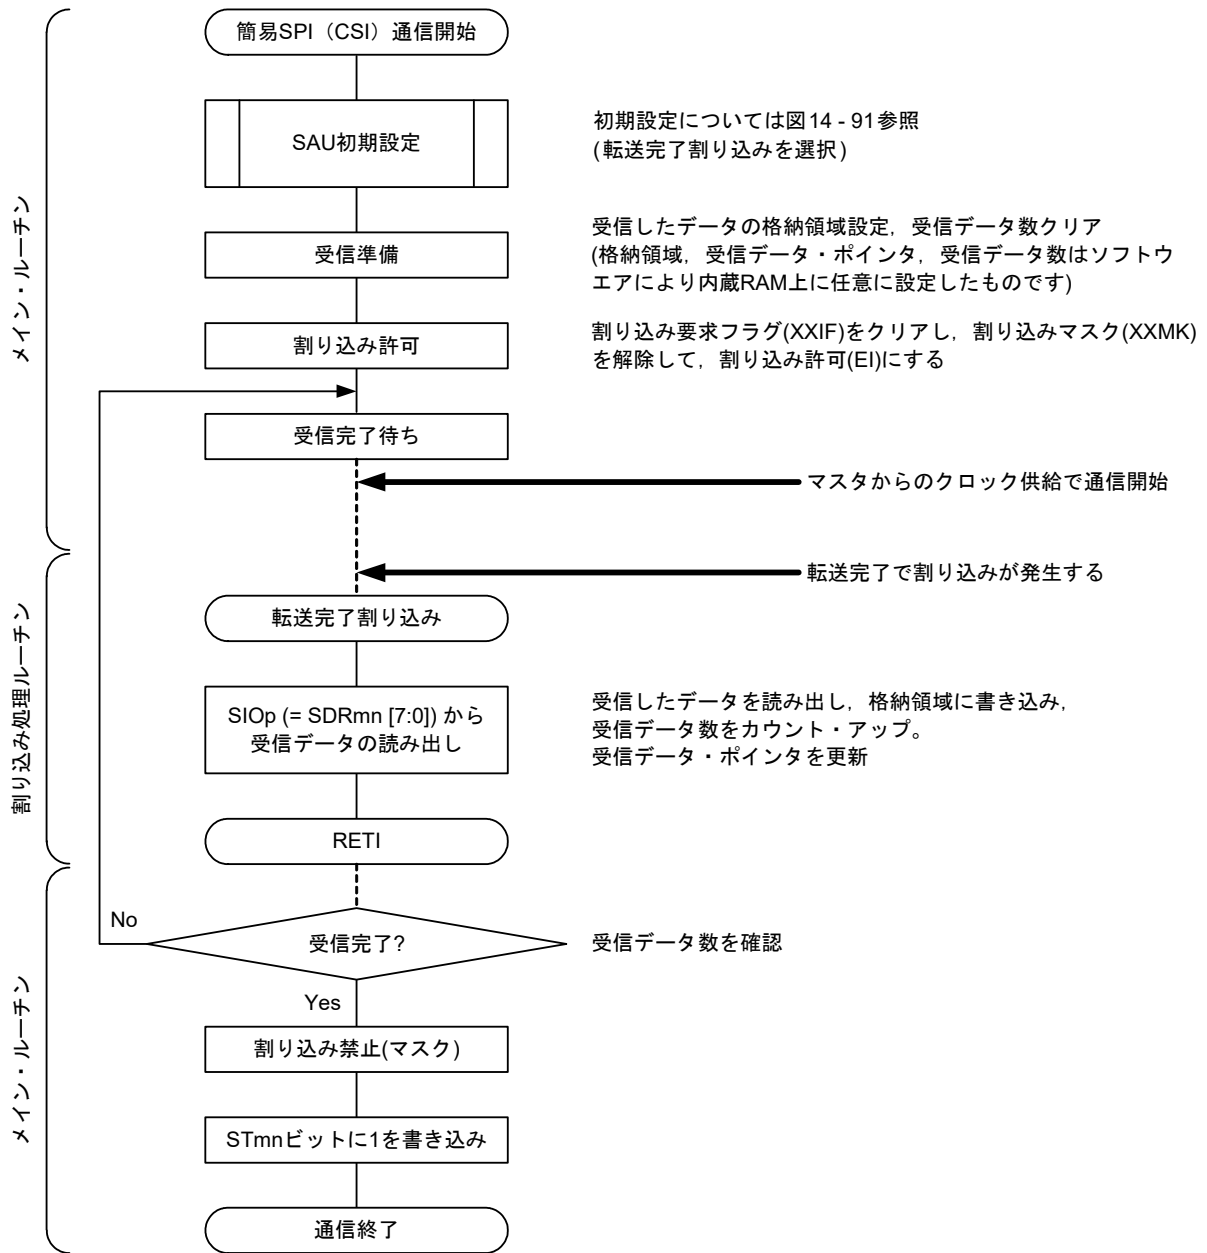 簡易SPI（CSI）通信開始
SAU初期設定
初期設定については図14 - 91参照
(転送完了割り込みを選択)
メイン・ルーチン
受信準備
受信したデータの格納領域設定，受信データ数クリア
(格納領域，受信データ・ポインタ，受信データ数はソフトウ
エアにより内蔵RAM上に任意に設定したものです)
割り込み許可
割り込み要求フラグ(XXIF)をクリアし，割り込みマスク(XXMK)
を解除して，割り込み許可(EI)にする
受信完了待ち
マスタからのクロック供給で通信開始
転送完了で割り込みが発生する
割り込み処理ルーチン
転送完了割り込み
SIOp (= SDRmn [7:0]) から
受信データの読み出し
受信したデータを読み出し，格納領域に書き込み，
受信データ数をカウント・アップ。
受信データ・ポインタを更新
RETI
No
受信完了?
受信データ数を確認
Yes
メイン・ルーチン
割り込み禁止(マスク)
STmnビットに1を書き込み
通信終了